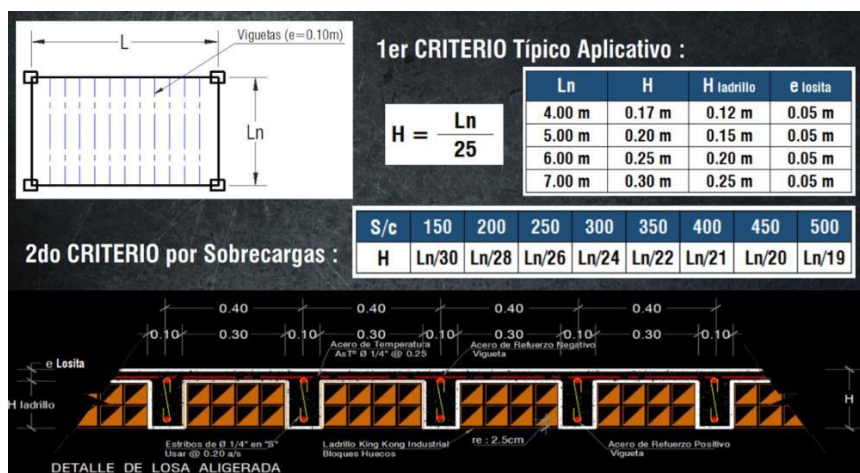 L
Viguetas (e=0.10m)
Ln
1er CRITERIO Típico Aplicativo :
H = Ln
25
Ln H H ladrillo e losita
4.00 m 0.17 m 0.12 m 0.05 m
5.00 m 0.20 m 0.15 m 0.05 m
6.00 m 0.25 m 0.20 m 0.05 m
7.00 m 0.30 m 0.25 m 0.05 m
2do CRITERIO por Sobrecargas :
S/c 150 200 250 300 350 400 450 500
H Ln/30 Ln/28 Ln/26 Ln/24 Ln/22 Ln/21 Ln/20 Ln/19
0.40 0.40 0.40 0.40
0.10 0.30 0.10 0.30 0.10 0.30 0.10 0.30 0.10
Acero de Temperatura
AsTº Ø 1/4" @ 0.25
Acero de Refuerzo Negativo
Vigueta
e Losita
H ladrillo
H
Estribos de Ø 1/4" en "S"
Usar @ 0.20 a/s
Ladrillo King Kong Industrial
Bloques Huecos
re : 2.5cm
Acero de Refuerzo Positivo
Vigueta
DETALLE DE LOSA ALIGERADA